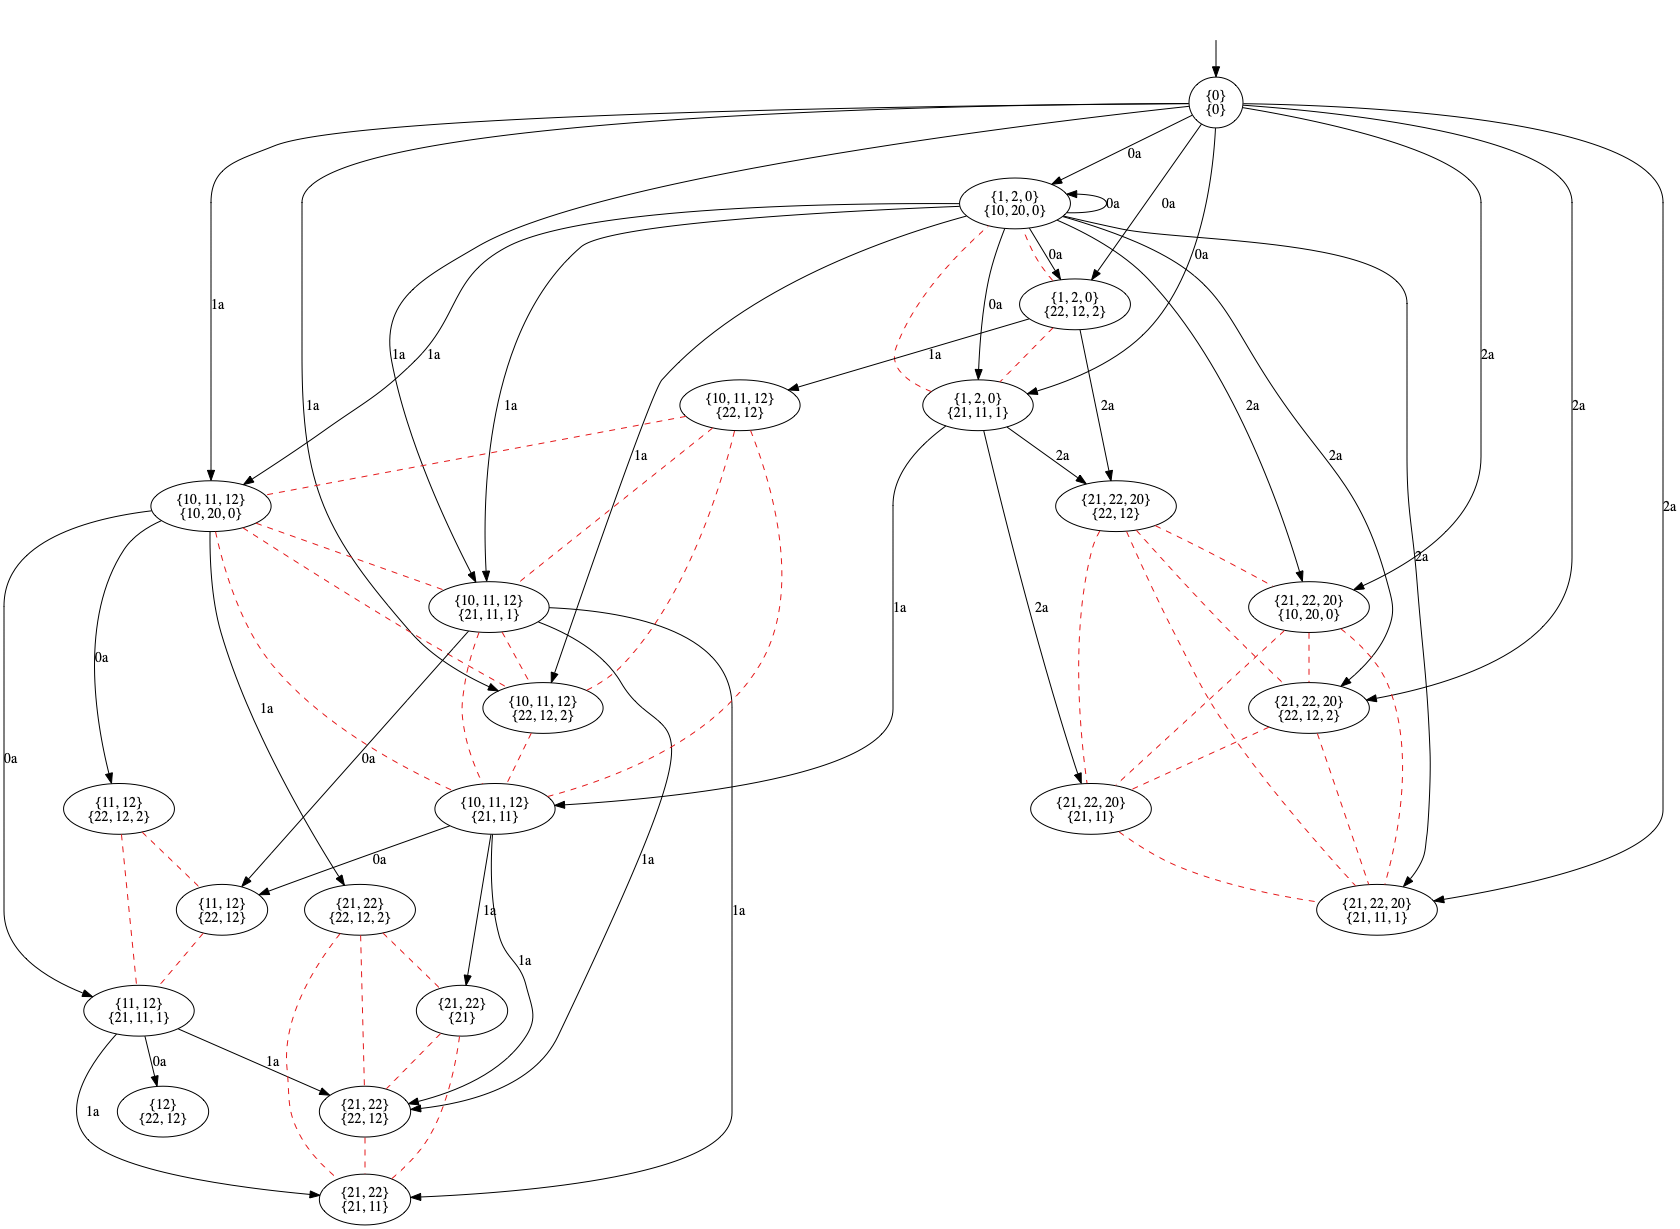 {0}
{0}
0a
{1, 2, 0}
{10, 20, 0}
0a
0a
0a
0a
{1, 2, 0}
{22, 12, 2}
1a
0a
1a
1a
1a
2a
2a
{10, 11, 12}
{22, 12}
{1, 2, 0}
{21, 11, 1}
1a
1a
2a
2a
2a
1a
2a
2a
{10, 11, 12}
{10, 20, 0}
{21, 22, 20}
{22, 12}
2a
2a
{10, 11, 12}
{21, 11, 1}
1a
2a
{21, 22, 20}
{10, 20, 0}
0a
1a
{10, 11, 12}
{22, 12, 2}
{21, 22, 20}
{22, 12, 2}
0a
0a
{11, 12}
{22, 12, 2}
{10, 11, 12}
{21, 11}
{21, 22, 20}
{21, 11}
0a
1a
{11, 12}
{22, 12}
{21, 22}
{22, 12, 2}
1a
1a
{21, 22, 20}
{21, 11, 1}
1a
{11, 12}
{21, 11, 1}
{21, 22}
{21}
0a
1a
1a
{12}
{22, 12}
{21, 22}
{22, 12}
{21, 22}
{21, 11}